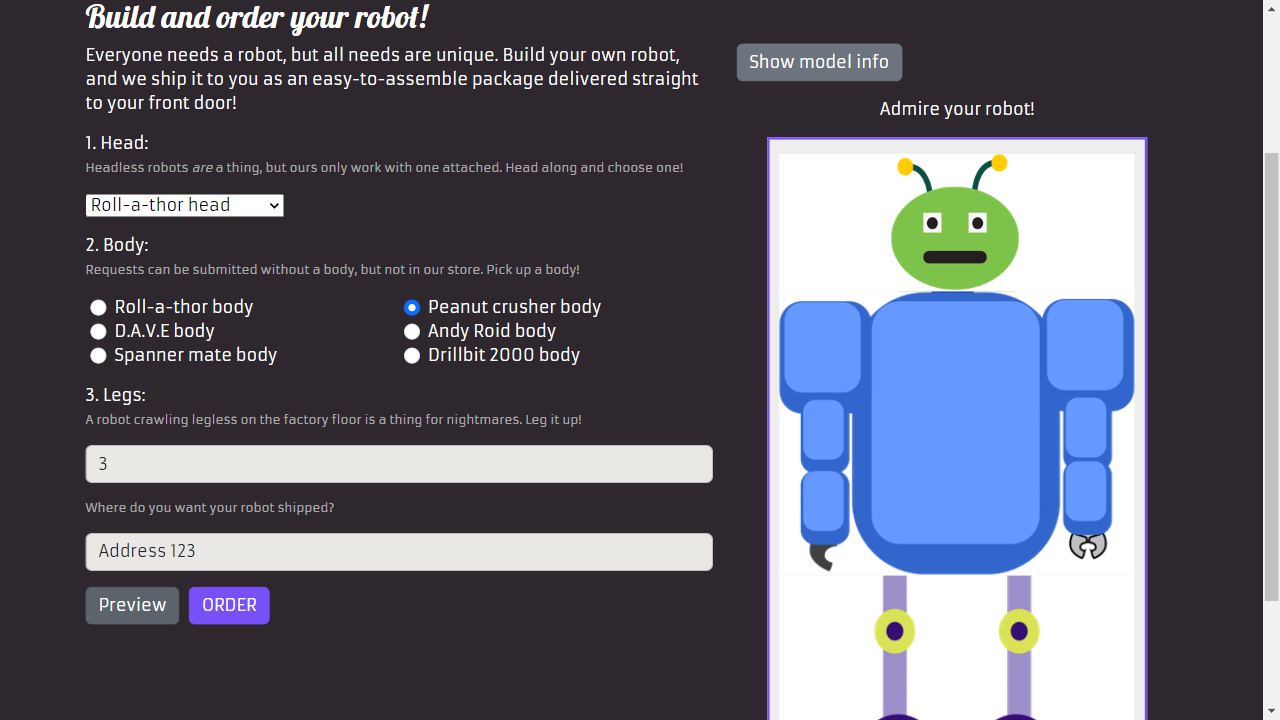 Build and order your robot!
Everyone needs a robot, but all needs are unique. Build your own robot,
and we ship it to you as an easy-to-assemble package delivered straight
to your front door!
1. Head:
Headless robots are a thing, but ours only work with one attached. Head along and choose one!
Roll-a-thor head
2. Body:
Requests can be submitted without a body, but not in our store. Pick up a body!
Roll-a-thor body
Peanut crusher body
D.A.V.E body
Andy Roid body
Spanner mate body
Drillbit 2000 body
3. Legs:
A robot crawling legless on the factory floor is a thing for nightmares. Leg it up!
3
Where do you want your robot shipped?
Address 123
Preview
ORDER
Show model info
Admire your robot!